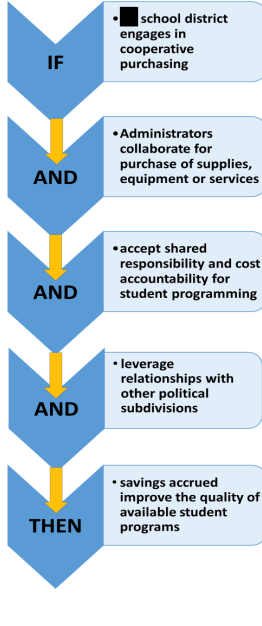 IF
• school district
engages in
cooperative
purchasing
AND
•Administrators
collaborate for
purchase of supplies,
equipment or services
AND
•accept shared
responsibility and cost
accountability for
student programming
AND
• leverage
relationships with
other political
subdivisions
THEN
• savings accrued
improve the quality of
available student
programs